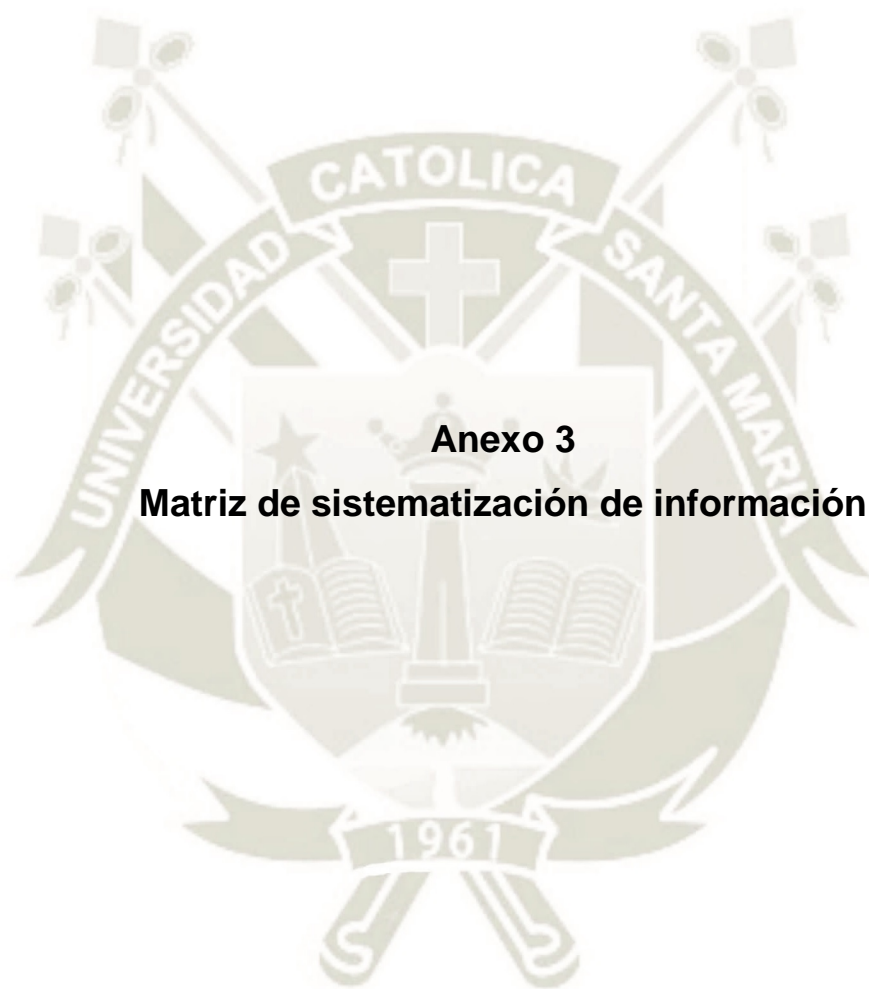 UNIVERSIDAD CATOLICA SANTA MARIA
Anexo 3
Matriz de sistematización de información
1961